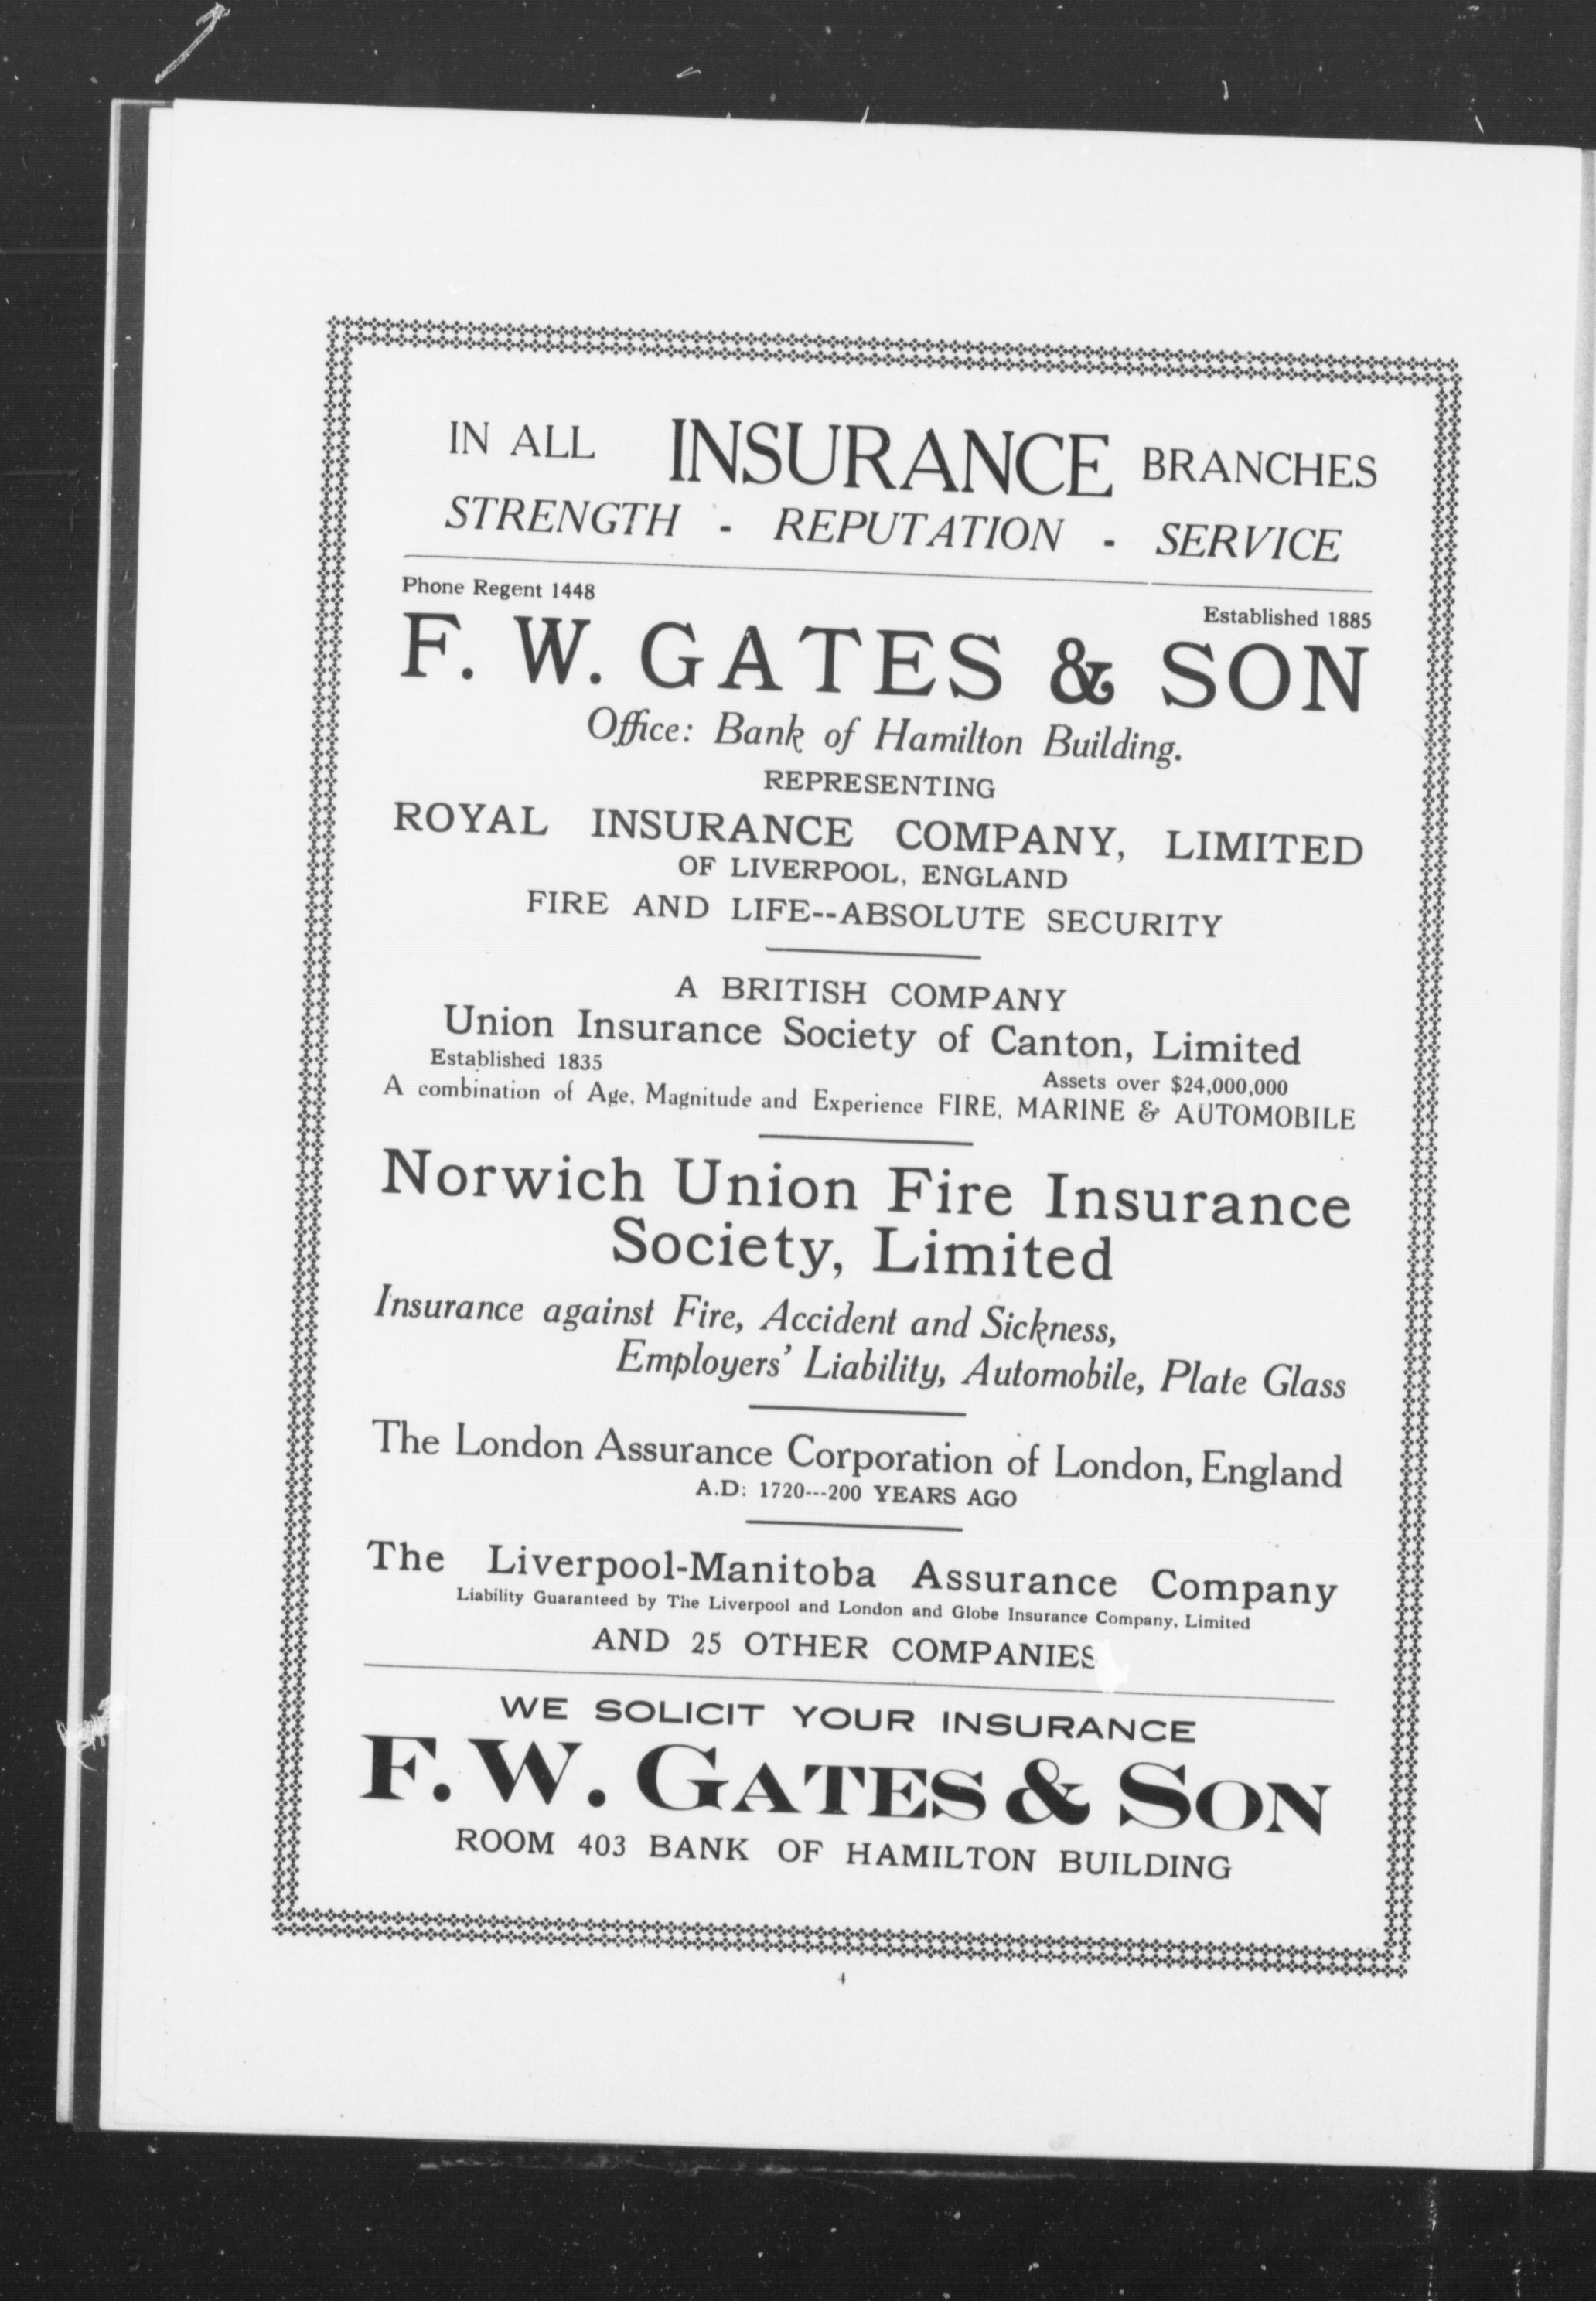 IN ALL INSURANCE BRANCHES
STRENGTH - REPUTATION - SERVICE
Phone Regent 1448
Established 1885
F. W. GATES & SON
Office: Bank of Hamilton Building.
REPRESENTING
ROYAL INSURANCE COMPANY, LIMITED
OF LIVERPOOL, ENGLAND
FIRE AND LIFE--ABSOLUTE SECURITY
A BRITISH COMPANY
Union Insurance Society of Canton, Limited
Established 1835
Assets over $24,000,000
A combination of Age, Magnitude and Experience FIRE, MARINE & AUTOMOBILE
Norwich Union Fire Insurance
Society, Limited
Insurance against Fire, Accident and Sickness,
Employers' Liability, Automobile, Plate Glass
The London Assurance Corporation of London, England
A.D: 1720---200 YEARS AGO
The Liverpool-Manitoba Assurance Company
Liability Guaranteed by The Liverpool and London and Globe Insurance Company, Limited
AND 25 OTHER COMPANIES
WE SOLICIT YOUR INSURANCE
F. W. GATES & SON
ROOM 403 BANK OF HAMILTON BUILDING
4